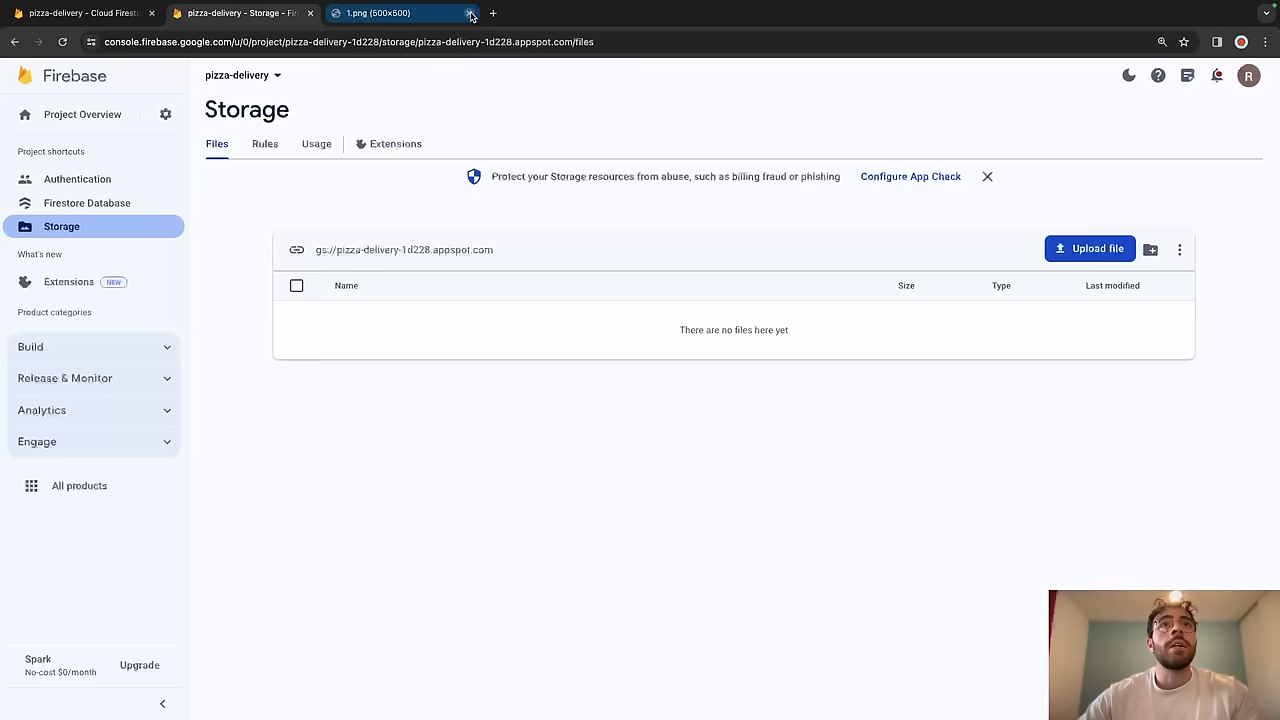 pizza-delivery - Cloud Firest
pizza-delivery - Storage - Fir
1.png (500×500)
console.firebase.google.com/u/0/project/pizza-delivery-1d228/storage/pizza-delivery-1d228.appspot.com/files
Firebase
pizza-delivery
R
Project Overview
Storage
Files
Rules
Usage
Extensions
Project shortcuts
Protect your Storage resources from abuse, such as billing fraud or phishing
Configure App Check
Authentication
Firestore Database
Storage
What's new
gs://pizza-delivery-1d228.appspot.com
Upload file
Extensions
NEW
Name
Size
Type
Last modified
Product categories
There are no files here yet
Build
Release & Monitor
Analytics
Engage
All products
Spark
No-cost $0/month
Upgrade